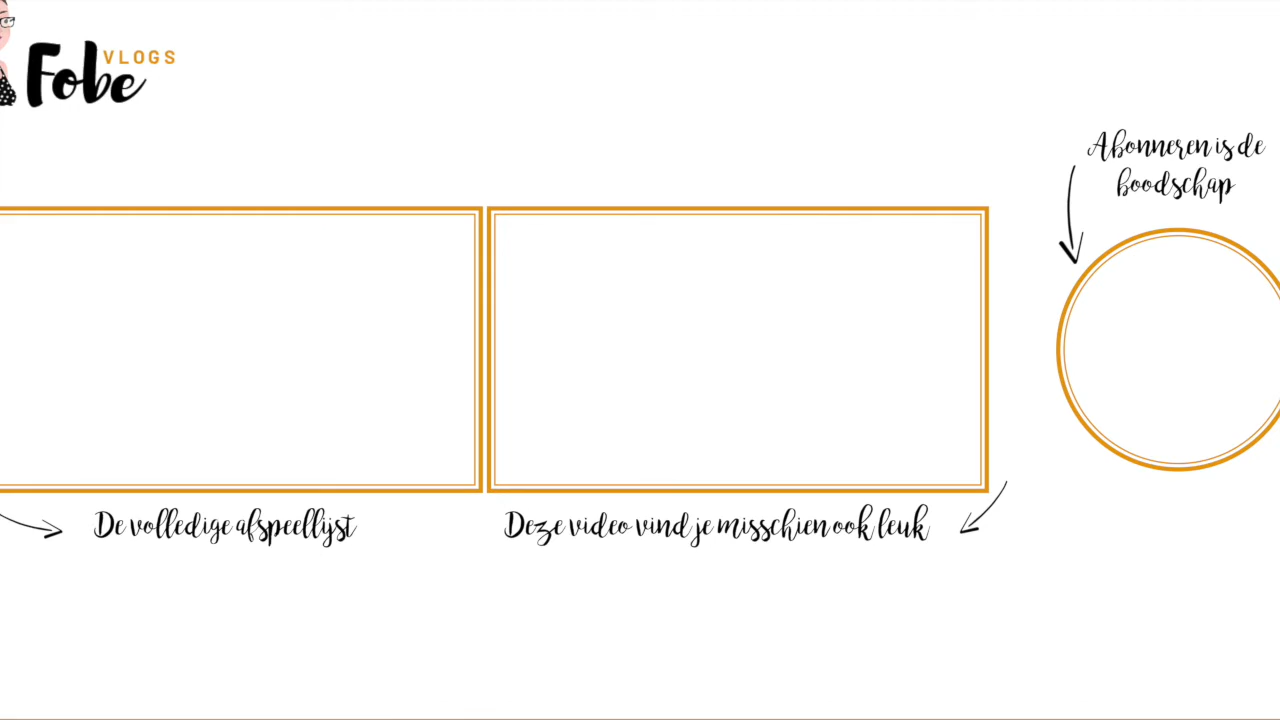 VLOGS
Fobe
Abonneren is de
boodschap
De volledige afspeellijst
Deze video vind je misschien ook leuk